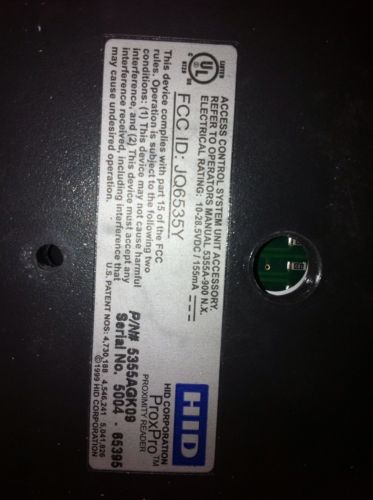 LISTED
UL
ACCESS CONTROL SYSTEM UNIT ACCESSORY.
REFER TO OPERATORS MANUAL 5355A-900 N.X.
ELECTRICAL RATING: 10-28.5VDC / 155mA
FCC ID: JQ6535Y
This device complies with part 15 of the FCC
rules. Operation is subject to the following two
conditions: (1) This device may not cause harmful
interference, and (2) This device must accept any
interference received, including interference that
may cause undesired operation.
HID
HID CORPORATION
ProxPro™
PROXIMITY READER
P/N# 5355AGK09
Serial No. 5004 - 65395
U.S. PATENT NOS: 4,730,188 4,546,241 5,041,826
©1999 HID CORPORATION